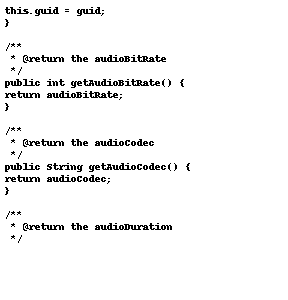 this.guid = guid;
}

/**
 * @return the audioBitRate
 */
public int getAudioBitRate() {
return audioBitRate;
}

/**
 * @return the audioCodec
 */
public String getAudioCodec() {
return audioCodec;
}

/**
 * @return the audioDuration
 */